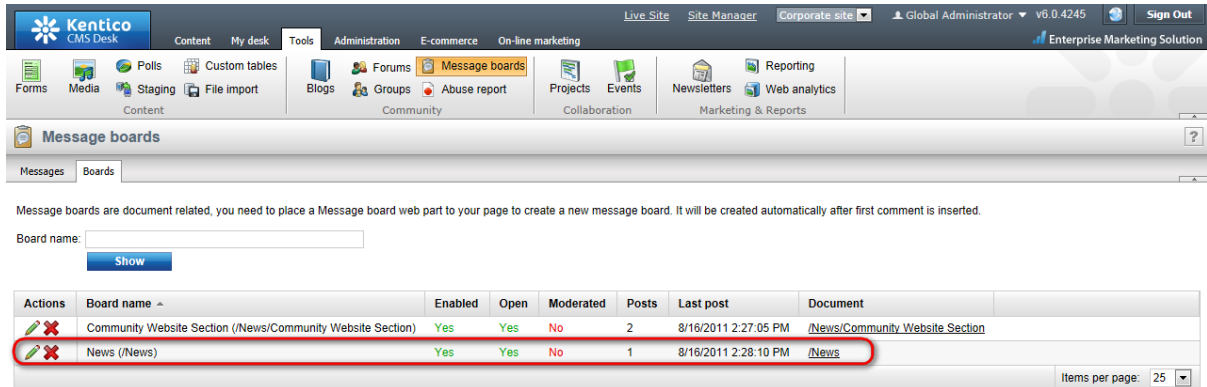 Live Site Site Manager Corporate site Global Administrator v6.0.4245 Sign Out
Kentico
CMS Desk
Content My desk Tools Administration E-commerce On-line marketing
Enterprise Marketing Solution
Forms Media Polls Custom tables Blogs Forums Message boards Projects Events Newsletters Reporting
Staging File import Groups Abuse report Web analytics
Content Community Collaboration Marketing & Reports
Message boards ?
Messages Boards
Message boards are document related, you need to place a Message board web part to your page to create a new message board. It will be created automatically after first comment is inserted.
Board name:
Show
Actions Board name Enabled Open Moderated Posts Last post Document
Community Website Section (/News/Community Website Section) Yes Yes No 2 8/16/2011 2:27:05 PM /News/Community Website Section
News (/News) Yes Yes No 1 8/16/2011 2:28:10 PM /News
Items per page: 25